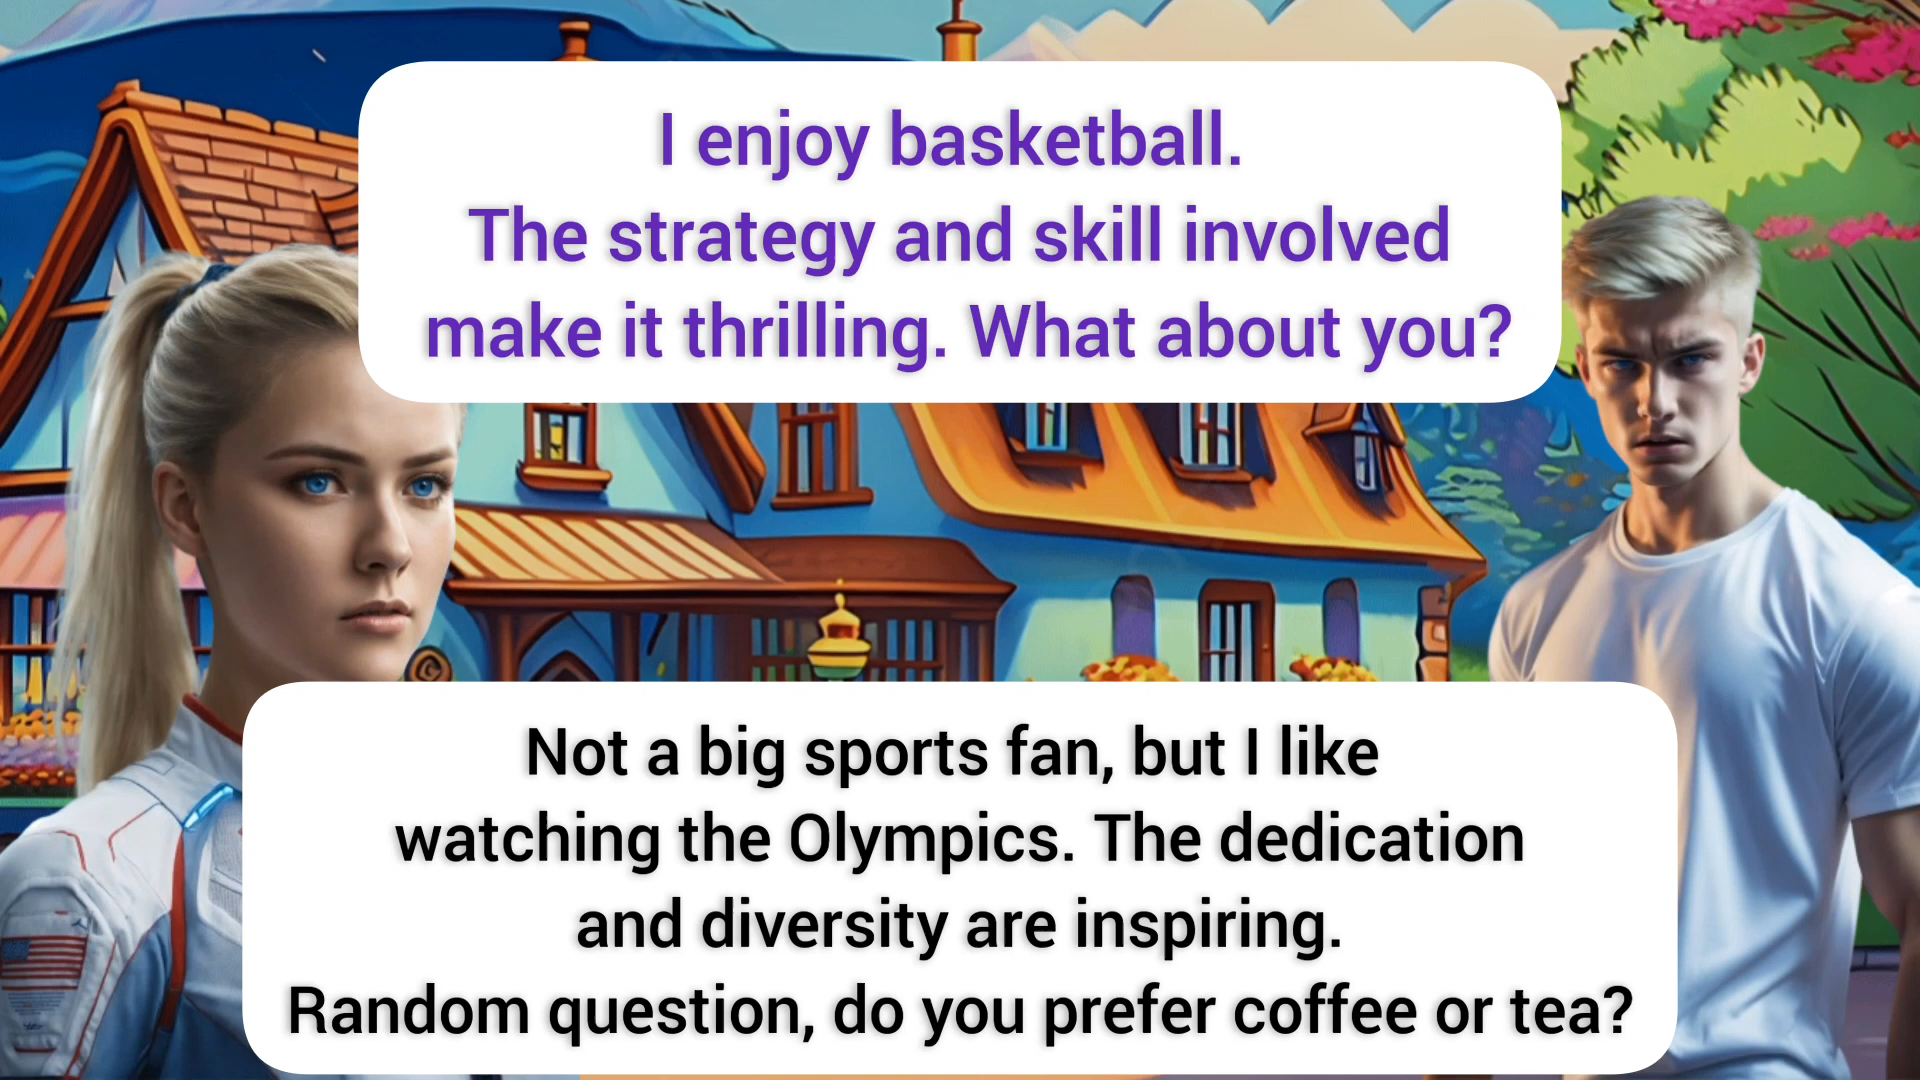 I enjoy basketball.
The strategy and skill involved
make it thrilling. What about you?
Not a big sports fan, but I like
watching the Olympics. The dedication
and diversity are inspiring.
Random question, do you prefer coffee or tea?